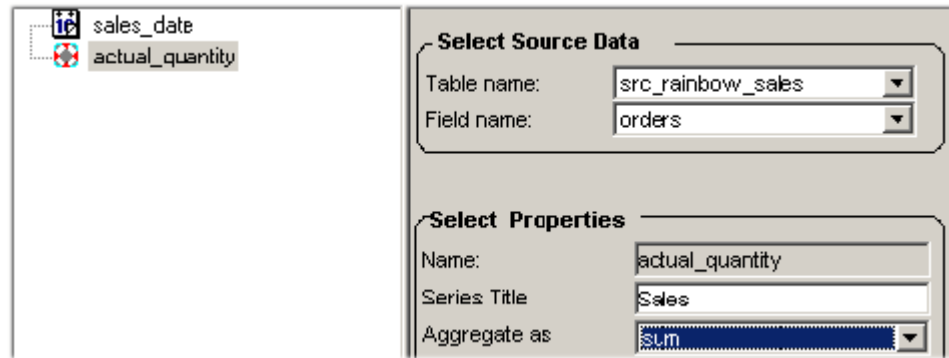 sales_date
actual_quantity
Select Source Data
Table name: src_rainbow_sales
Field name: orders
Select Properties
Name: actual_quantity
Series Title Sales
Aggregate as sum